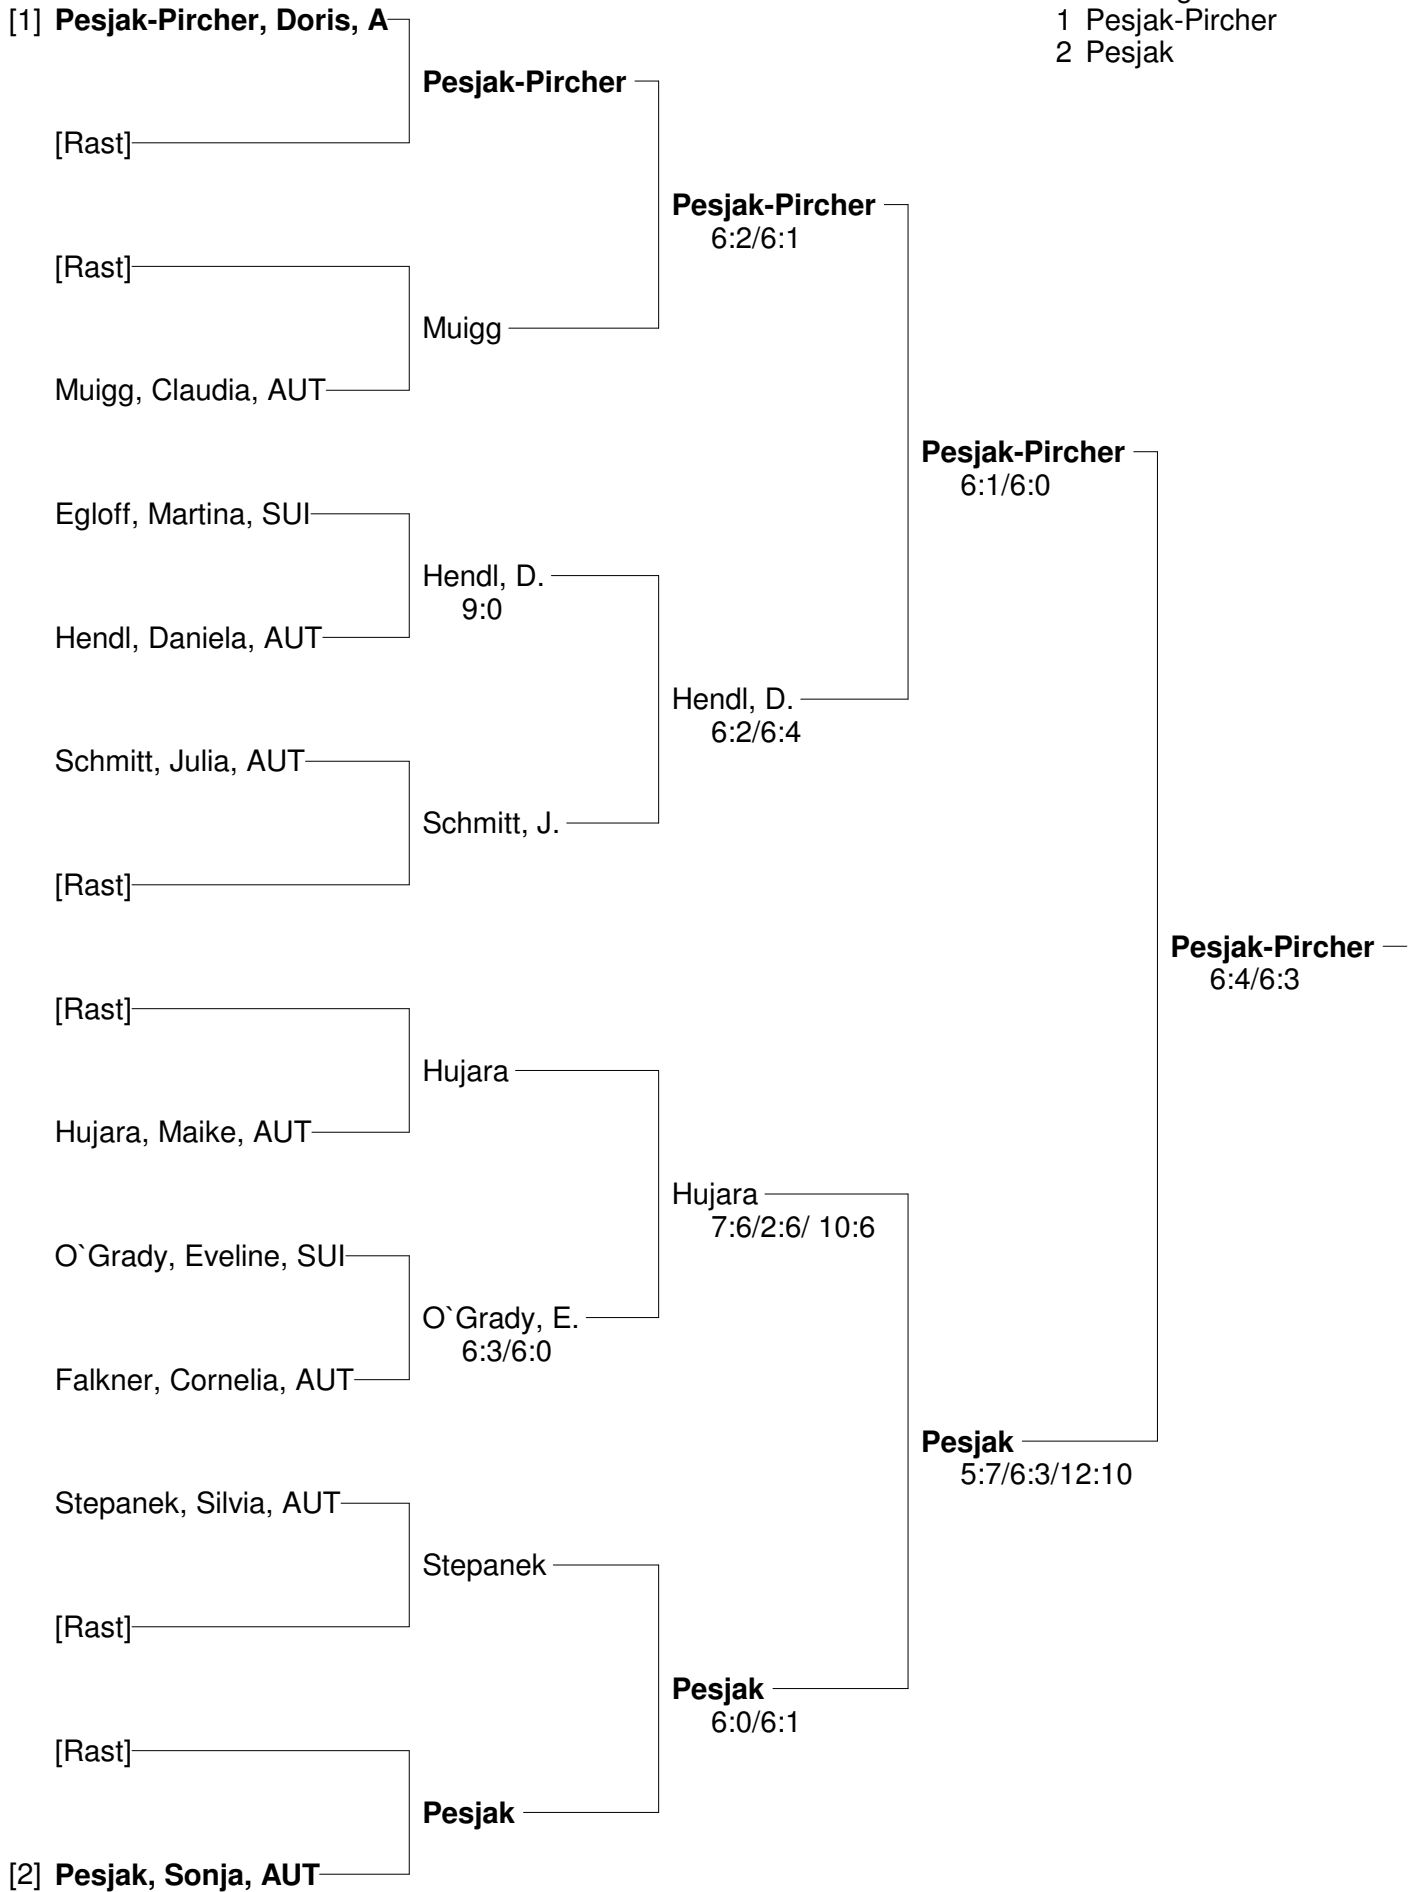 [1] Pesjak-Pircher, Doris, A
1 Pesjak-Pircher
2 Pesjak
Pesjak-Pircher
[Rast]
Pesjak-Pircher
6:2/6:1
[Rast]
Muigg
Muigg, Claudia, AUT
Pesjak-Pircher
6:1/6:0
Egloff, Martina, SUI
Hendl, D.
9:0
Hendl, Daniela, AUT
Hendl, D.
6:2/6:4
Schmitt, Julia, AUT
Schmitt, J.
[Rast]
Pesjak-Pircher
6:4/6:3
[Rast]
Hujara
Hujara, Maike, AUT
Hujara
7:6/2:6/ 10:6
O`Grady, Eveline, SUI
O`Grady, E.
6:3/6:0
Falkner, Cornelia, AUT
Pesjak
5:7/6:3/12:10
Stepanek, Silvia, AUT
Stepanek
[Rast]
Pesjak
6:0/6:1
[Rast]
Pesjak
[2] Pesjak, Sonja, AUT